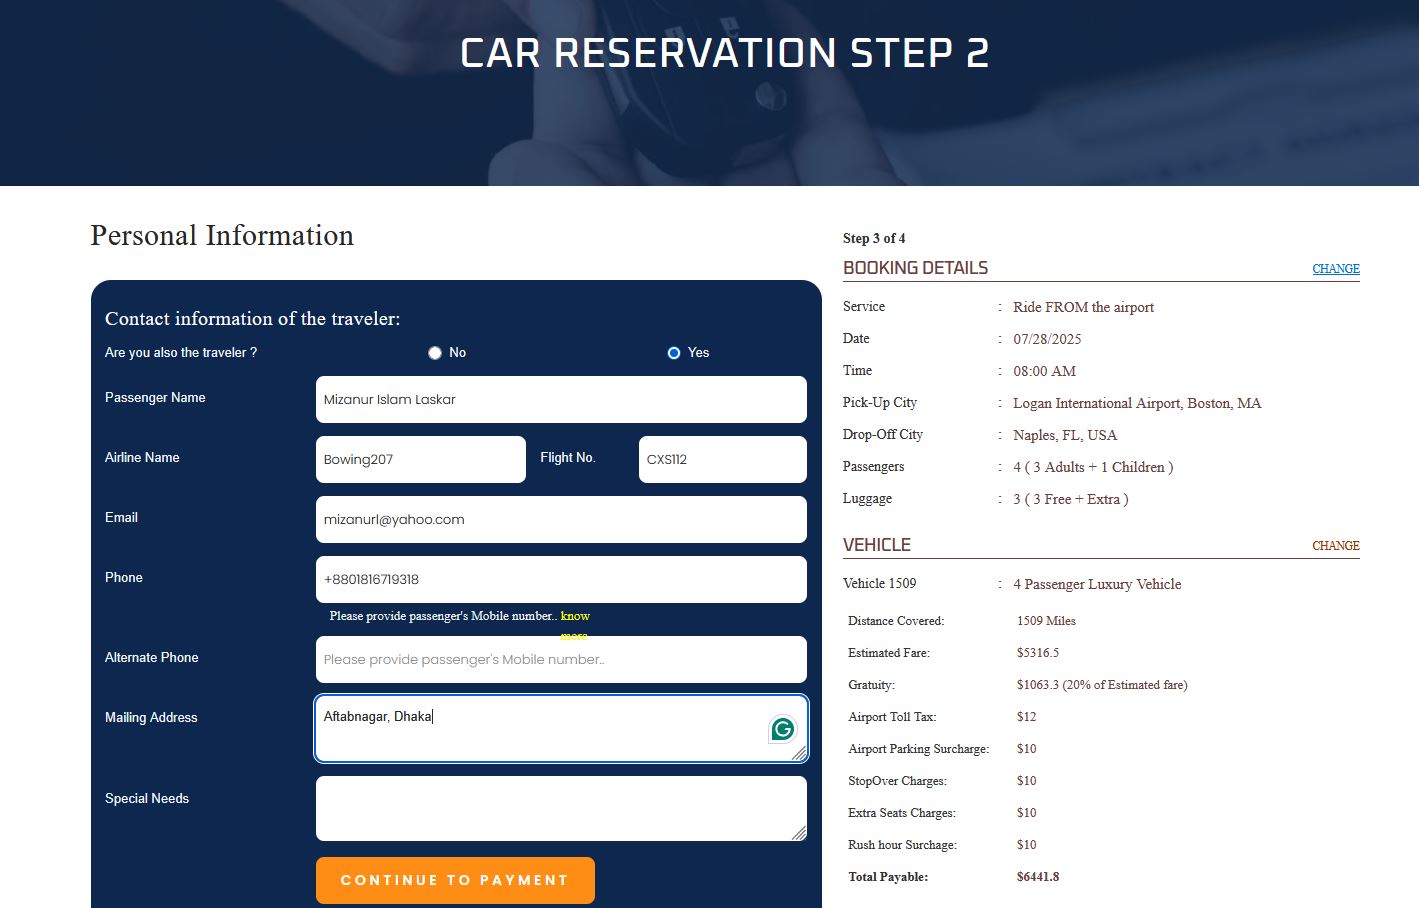 CAR RESERVATION STEP 2
Personal Information
Contact information of the traveler:
Are you also the traveler ? No Yes
Passenger Name Mizanur Islam Laskar
Airline Name Bowing207 Flight No. CXS112
Email mizanurl@yahoo.com
Phone +8801816719318
Please provide passenger's Mobile number.. know
more
Alternate Phone Please provide passenger's Mobile number..
Mailing Address Aftabnagar, Dhaka
Special Needs
CONTINUE TO PAYMENT
Step 3 of 4
BOOKING DETAILS CHANGE
Service : Ride FROM the airport
Date : 07/28/2025
Time : 08:00 AM
Pick-Up City : Logan International Airport, Boston, MA
Drop-Off City : Naples, FL, USA
Passengers : 4 ( 3 Adults + 1 Children )
Luggage : 3 ( 3 Free + Extra )
VEHICLE CHANGE
Vehicle 1509 : 4 Passenger Luxury Vehicle
Distance Covered: 1509 Miles
Estimated Fare: $5316.5
Gratuity: $1063.3 (20% of Estimated fare)
Airport Toll Tax: $12
Airport Parking Surcharge: $10
StopOver Charges: $10
Extra Seats Charges: $10
Rush hour Surchage: $10
Total Payable: $6441.8